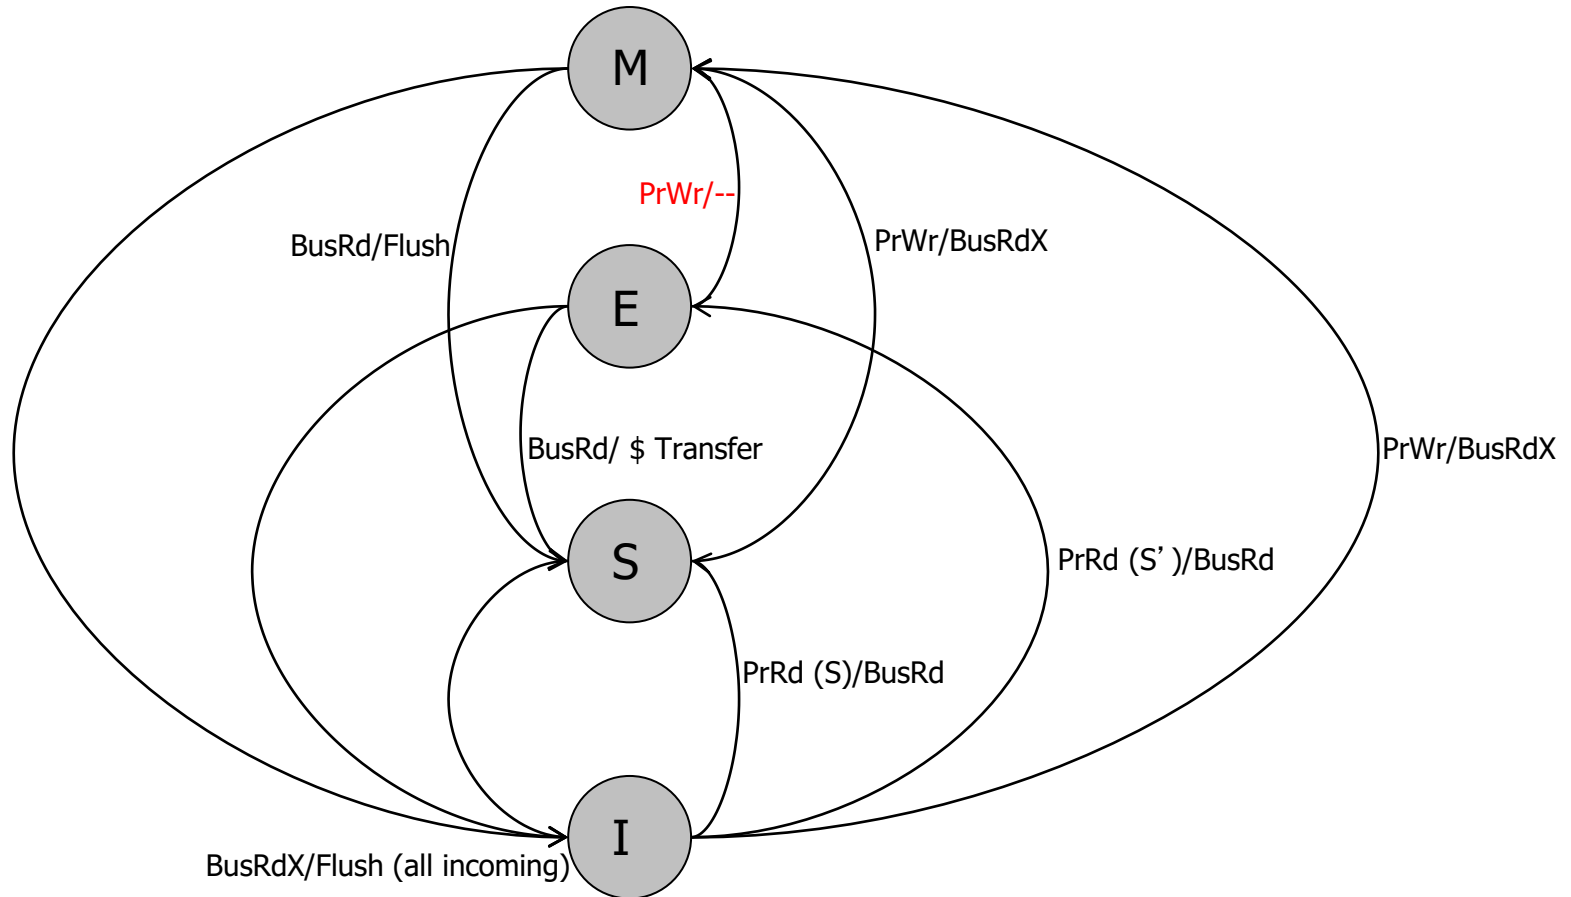 M
PrWr/--
BusRd/Flush
PrWr/BusRdX
E
BusRd/ $ Transfer
PrWr/BusRdX
S
PrRd (S’ )/BusRd
PrRd (S)/BusRd
I
BusRdX/Flush (all incoming)